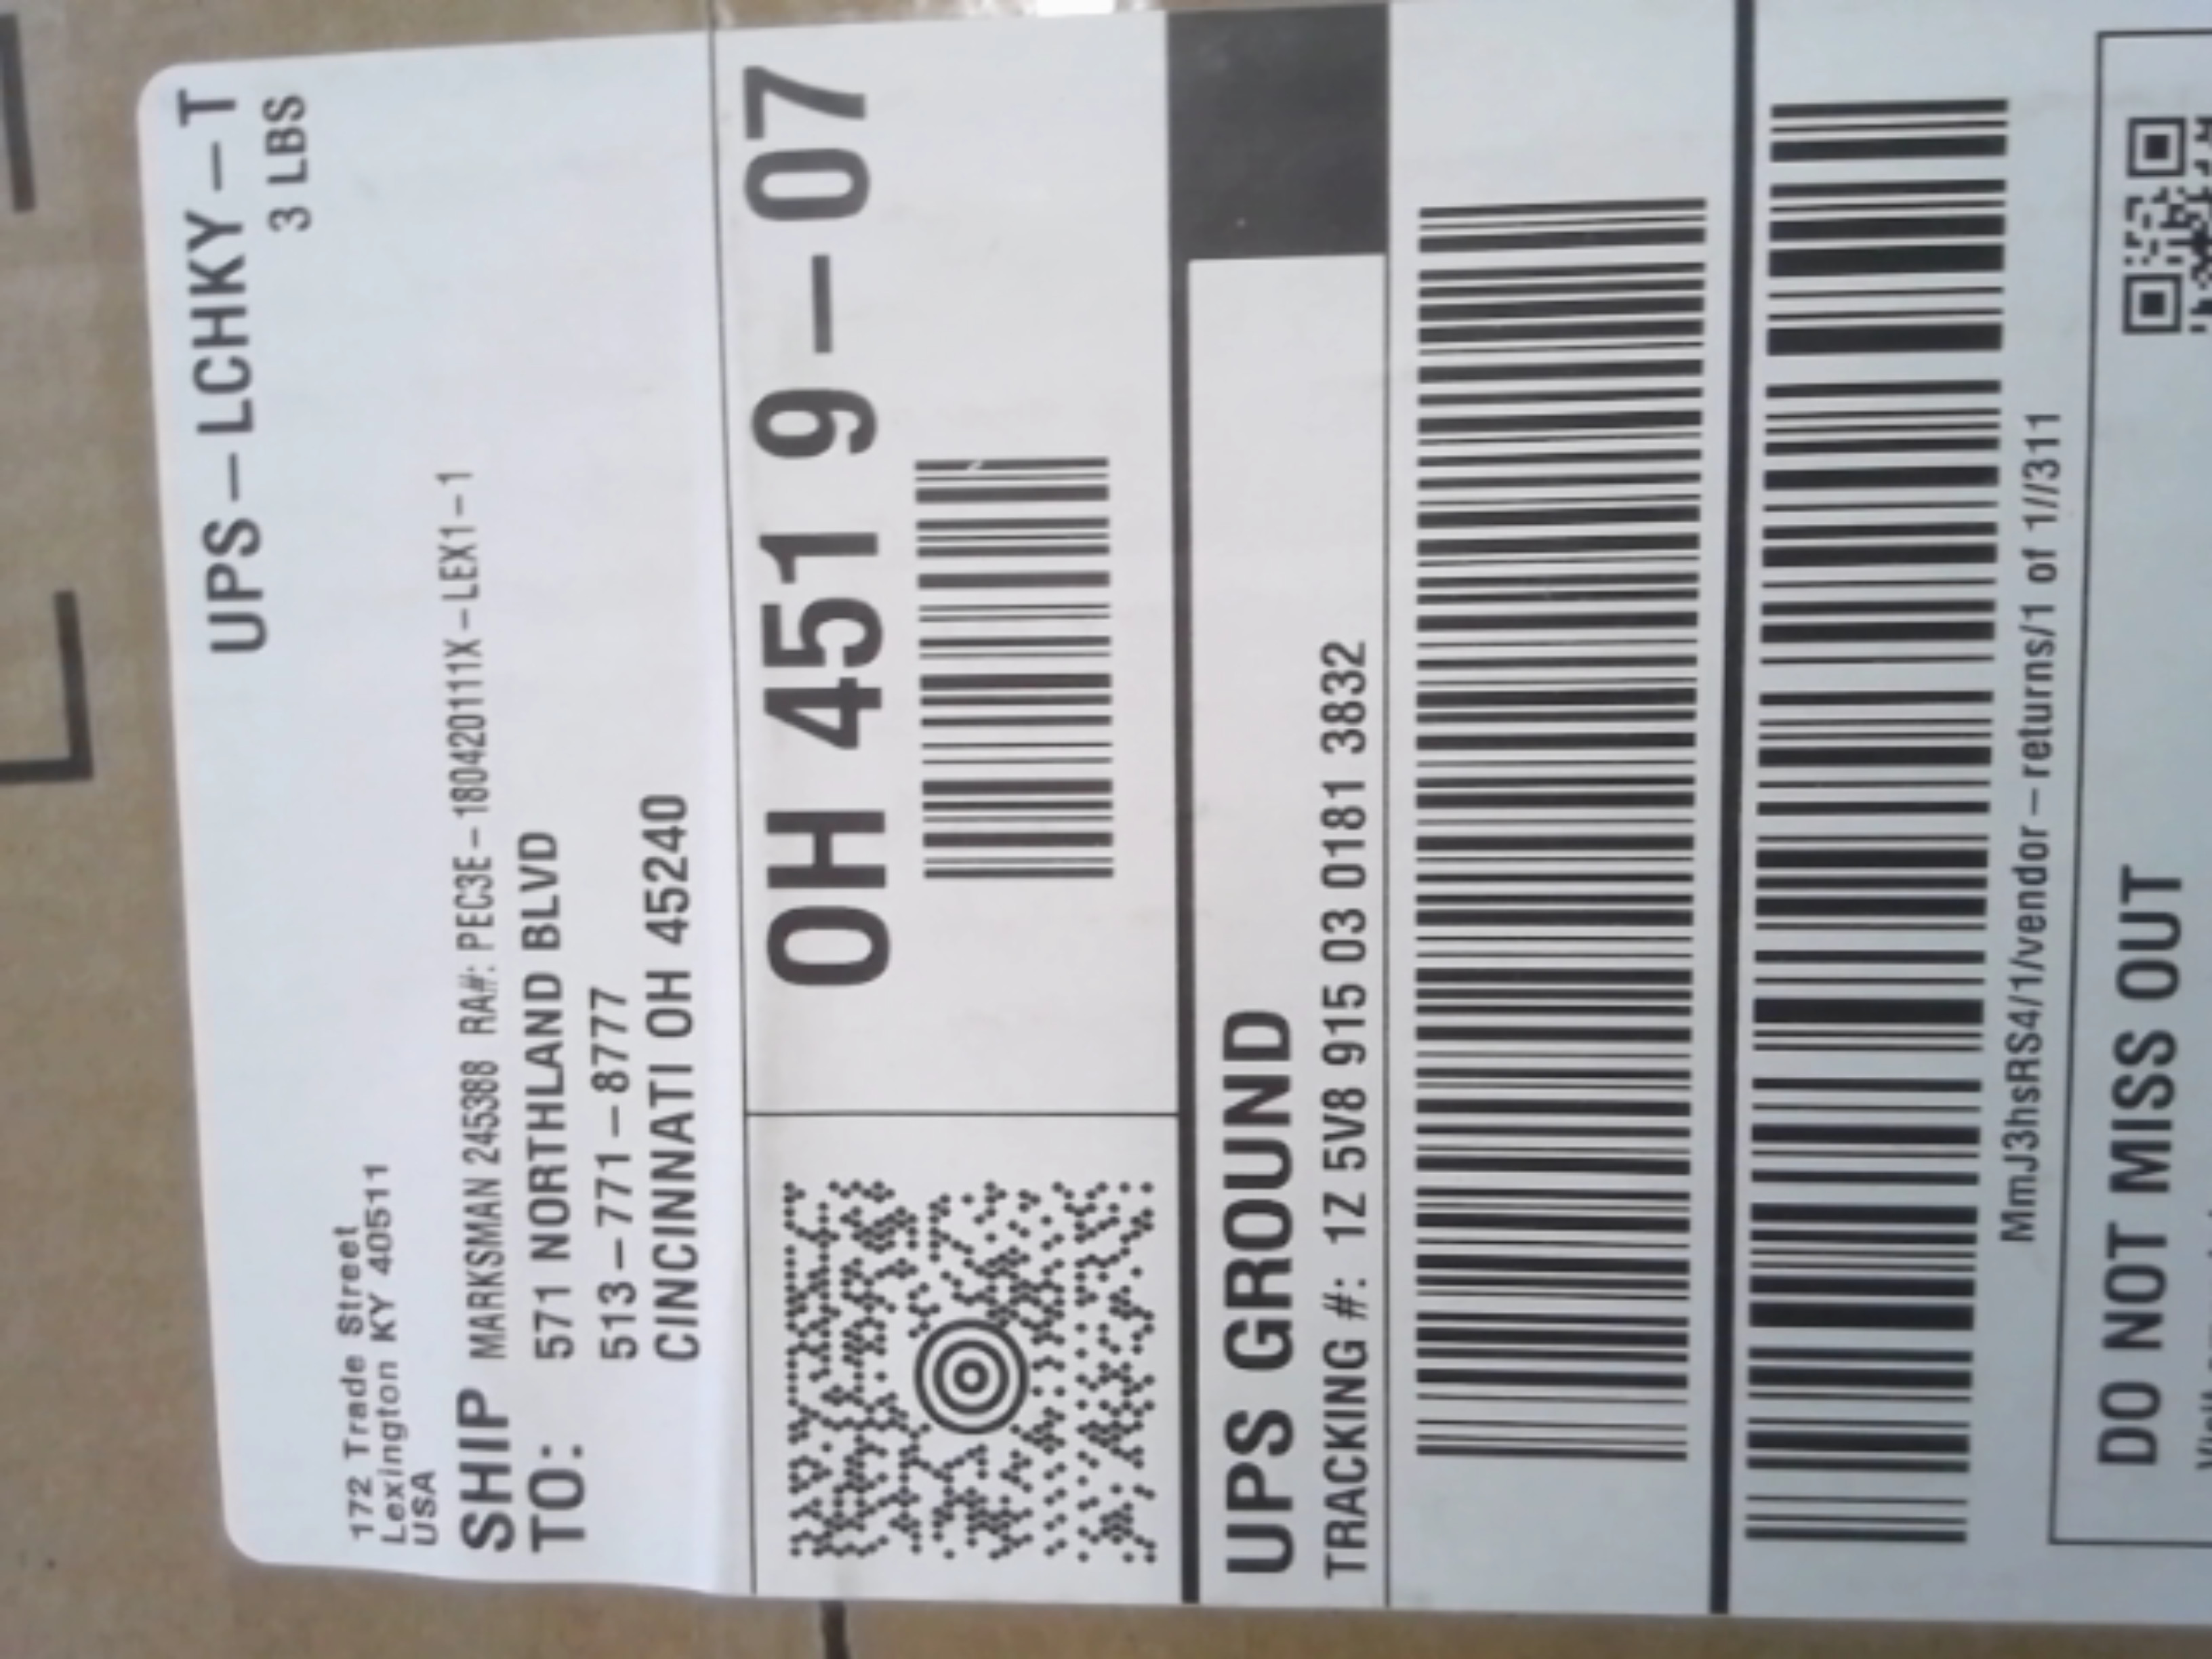 UPS-LCHKY-T
3 LBS
172 Trade Street
Lexington KY 40511
USA
SHIP TO:
MARKSMAN 245388 RA#: PEC3E-180420111X-LEX1-1
571 NORTHLAND BLVD
513-771-8777
CINCINNATI OH 45240
OH 451 9-07
UPS GROUND
TRACKING #: 1Z 5V8 915 03 0181 3832
MmJ3hsRS4/1/vendor-returns/1 of 1//311
DO NOT MISS OUT